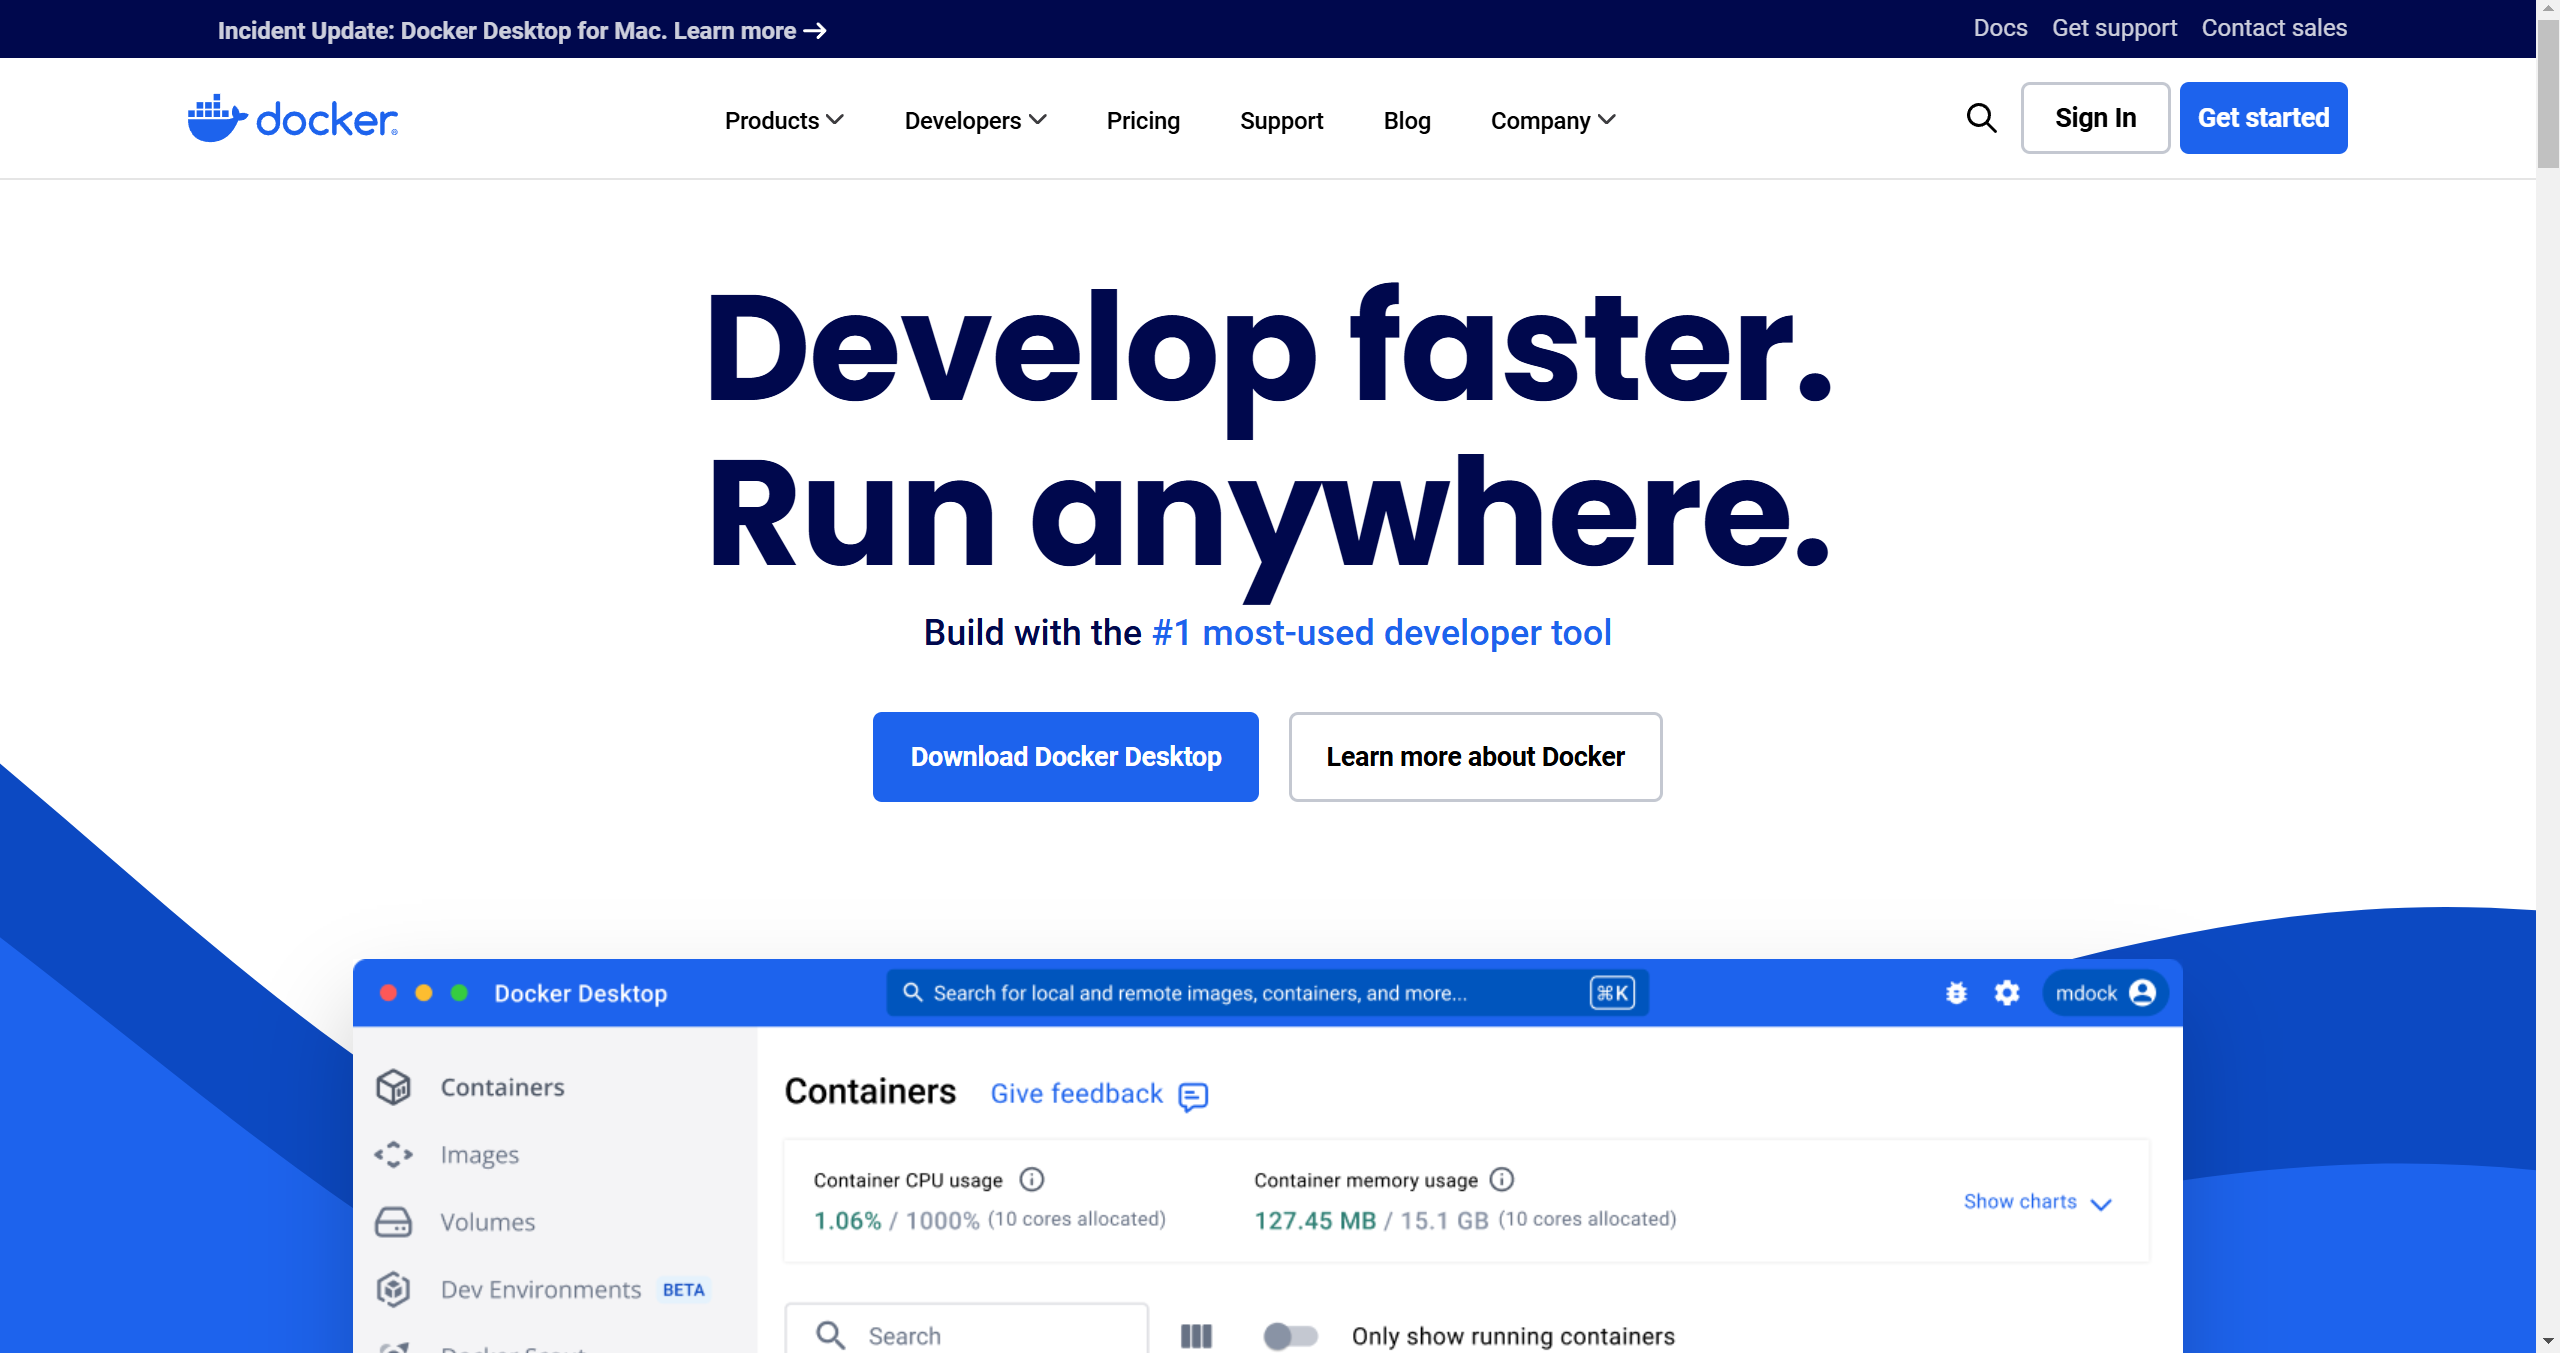 Incident Update: Docker Desktop for Mac. Learn more →
Docs Get support Contact sales
docker
Products Developers Pricing Support Blog Company
Sign In Get started
Develop faster.
Run anywhere.
Build with the #1 most-used developer tool
Download Docker Desktop Learn more about Docker
Docker Desktop Search for local and remote images, containers, and more... ⌘K mdock
Containers
Images
Volumes
Dev Environments BETA
Docker Scout
Containers Give feedback
Container CPU usage
1.06% / 1000% (10 cores allocated)
Container memory usage
127.45 MB / 15.1 GB (10 cores allocated)
Show charts
Search Only show running containers